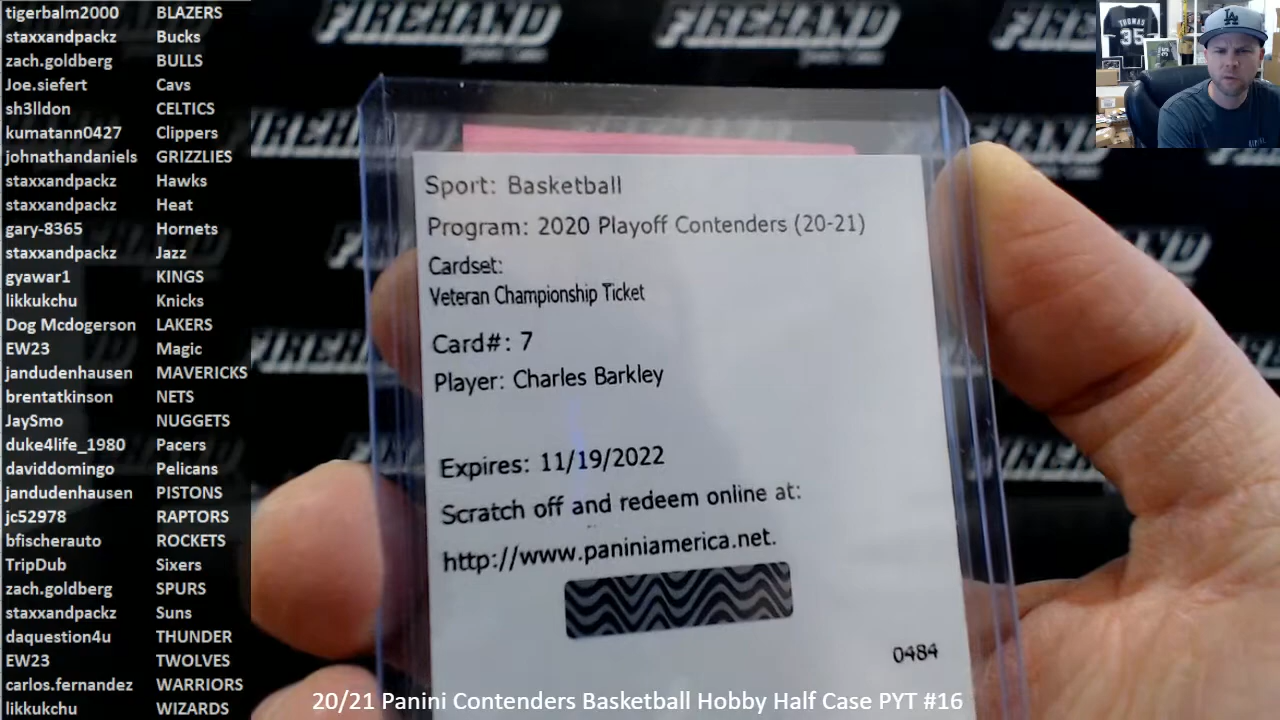 tigerbalm2000 BLAZERS
staxxandpackz Bucks
zach.goldberg BULLS
Joe.siefert Cavs
sh3lldon CELTICS
kumatann0427 Clippers
johnathandaniels GRIZZLIES
staxxandpackz Hawks
staxxandpackz Heat
gary-8365 Hornets
staxxandpackz Jazz
gyawar1 KINGS
likkukchu Knicks
Dog Mcdogerson LAKERS
EW23 Magic
jandudenhausen MAVERICKS
brentatkinson NETS
JaySmo NUGGETS
duke4life_1980 Pacers
daviddomingo Pelicans
jandudenhausen PISTONS
jc52978 RAPTORS
bfischerauto ROCKETS
TripDub Sixers
zach.goldberg SPURS
staxxandpackz Suns
daquestion4u THUNDER
EW23 TWOLVES
carlos.fernandez WARRIORS
likkukchu WIZARDS
FIREHAND
FIREHAND
THOMAS
35
LA
Sport: Basketball
Program: 2020 Playoff Contenders (20-21)
Cardset:
Veteran Championship Ticket
Card#: 7
Player: Charles Barkley
Expires: 11/19/2022
Scratch off and redeem online at:
http://www.paniniamerica.net.
0484
20/21 Panini Contenders Basketball Hobby Half Case PYT #16